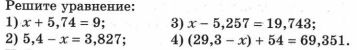 Решите уравнение:
1) x + 5,74 = 9; 3) x − 5,257 = 19,743;
2) 5,4 − x = 3,827; 4) (29,3 − x) + 54 = 69,351.